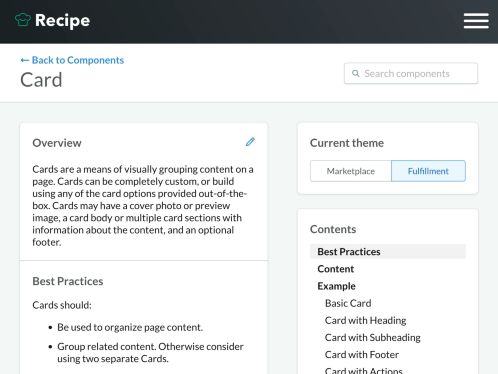 Recipe
← Back to Components
Card
Search components
Overview
Cards are a means of visually grouping content on a
page. Cards can be completely custom, or build
using any of the card options provided out-of-the-
box. Cards may have a cover photo or preview
image, a card body or multiple card sections with
information about the content, and an optional
footer.
Best Practices
Cards should:
• Be used to organize page content.
• Group related content. Otherwise consider
using two separate Cards.
Current theme
Marketplace
Fulfillment
Contents
Best Practices
Content
Example
Basic Card
Card with Heading
Card with Subheading
Card with Footer
Card with Actions